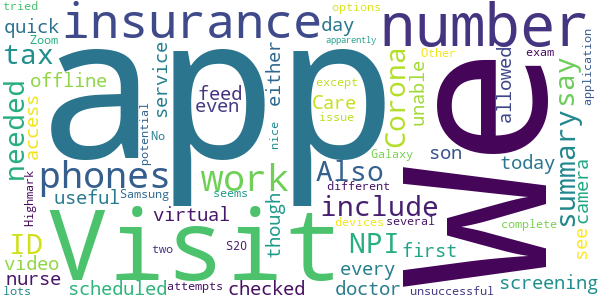 tried
options
insurance
day
number
quick
Zoom
apparently
Other
exam
tax
offline
service
app
either
feed
even
except
Care
issue
Corona
unable
allowed
We
say
application
needed
access
potential
No
nice
phones
work
Also
Galaxy
son
today
summary
camera
Highmark
useful
Samsung
seems
different
virtual
though
include
devices
several
ID
Visit
NPI
first
complete
see
video
nurse
two
S20
every
doctor
screening
lots
scheduled
attempts
checked
unsuccessful